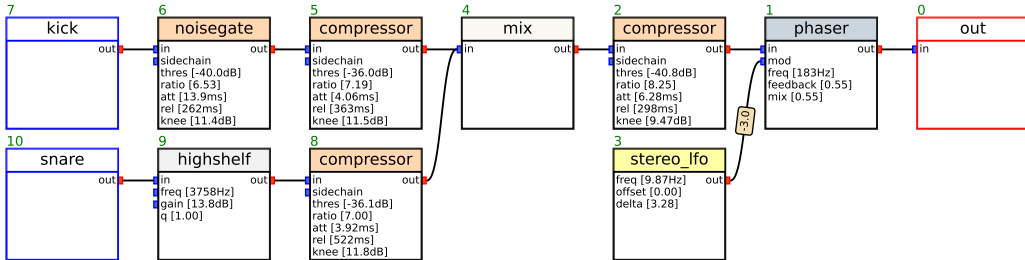 7
kick
out
6
noisegate
in out
sidechain
thres [-40.0dB]
ratio [6.53]
att [13.9ms]
rel [262ms]
knee [11.4dB]
5
compressor
in out
sidechain
thres [-36.0dB]
ratio [7.19]
att [4.06ms]
rel [363ms]
knee [11.5dB]
4
mix
in out
2
compressor
in out
sidechain
thres [-40.8dB]
ratio [8.25]
att [6.28ms]
rel [298ms]
knee [9.47dB]
1
phaser
in out
mod
freq [183Hz]
feedback [0.55]
mix [0.55]
0
out
in
10
snare
out
9
highshelf
in out
freq [3758Hz]
gain [13.8dB]
q [1.00]
8
compressor
in out
sidechain
thres [-36.1dB]
ratio [7.00]
att [3.92ms]
rel [522ms]
knee [11.8dB]
3
stereo_lfo
freq [9.87Hz] out
offset [0.00]
delta [3.28]
-3.0